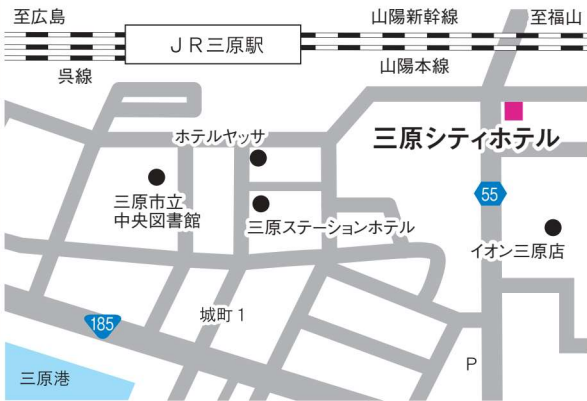 至広島
山陽新幹線
至福山
JR三原駅
呉線
山陽本線
ホテルヤッサ
三原シティホテル
三原市立
中央図書館
55
三原ステーションホテル
イオン三原店
185
城町1
P
三原港